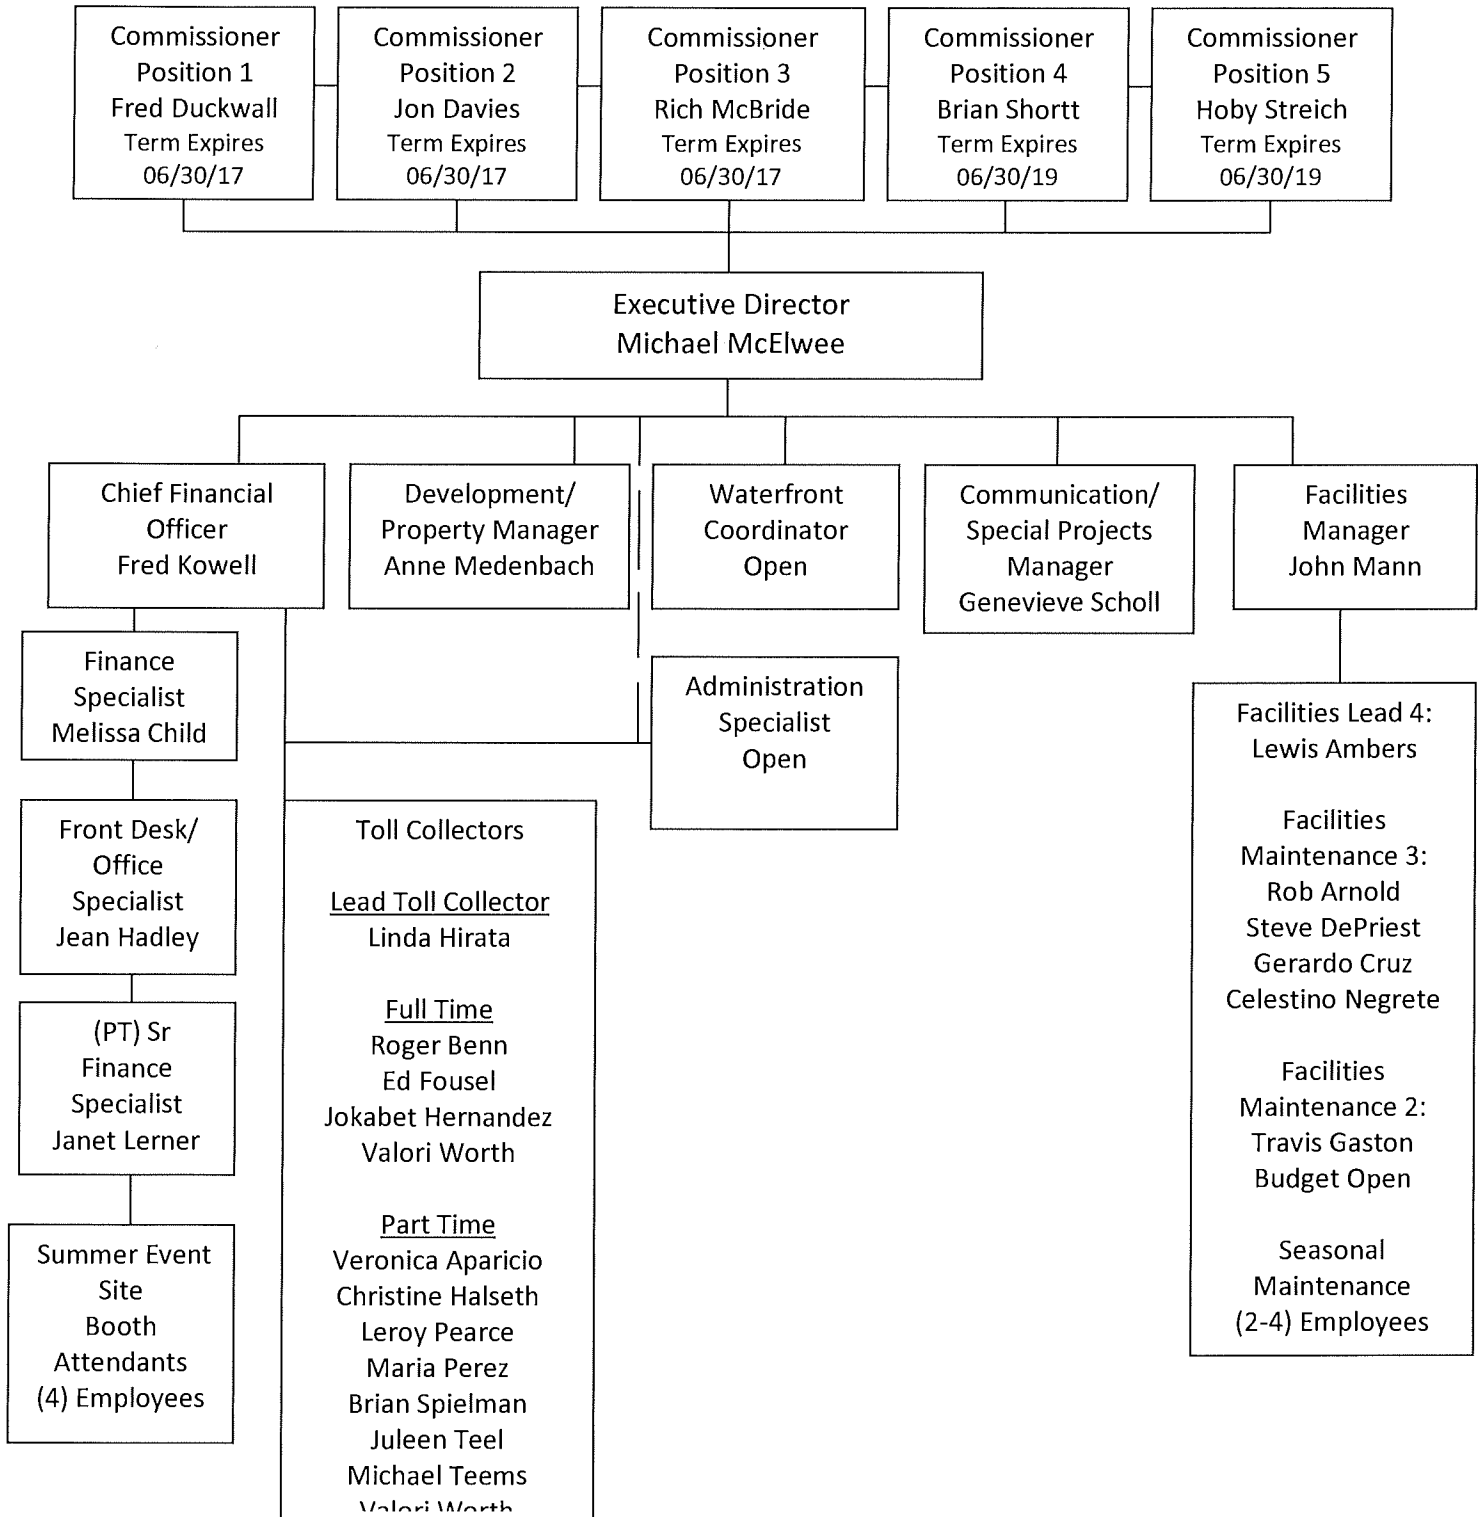 Commissioner
Position 1
Fred Duckwall
Term Expires
06/30/17
Commissioner
Position 2
Jon Davies
Term Expires
06/30/17
Commissioner
Position 3
Rich McBride
Term Expires
06/30/17
Commissioner
Position 4
Brian Shortt
Term Expires
06/30/19
Commissioner
Position 5
Hoby Streich
Term Expires
06/30/19
Executive Director
Michael McElwee
Chief Financial
Officer
Fred Kowell
Development/
Property Manager
Anne Medenbach
Waterfront
Coordinator
Open
Communication/
Special Projects
Manager
Genevieve Scholl
Facilities
Manager
John Mann
Finance
Specialist
Melissa Child
Front Desk/
Office
Specialist
Jean Hadley
(PT) Sr
Finance
Specialist
Janet Lerner
Summer Event
Site
Booth
Attendants
(4) Employees
Toll Collectors
Lead Toll Collector
Linda Hirata
Full Time
Roger Benn
Ed Fousel
Jokabet Hernandez
Valori Worth
Part Time
Veronica Aparicio
Christine Halseth
Leroy Pearce
Maria Perez
Brian Spielman
Juleen Teel
Michael Teems
Valori Worth
Administration
Specialist
Open
Facilities Lead 4:
Lewis Ambers
Facilities
Maintenance 3:
Rob Arnold
Steve DePriest
Gerardo Cruz
Celestino Negrete
Facilities
Maintenance 2:
Travis Gaston
Budget Open
Seasonal
Maintenance
(2-4) Employees